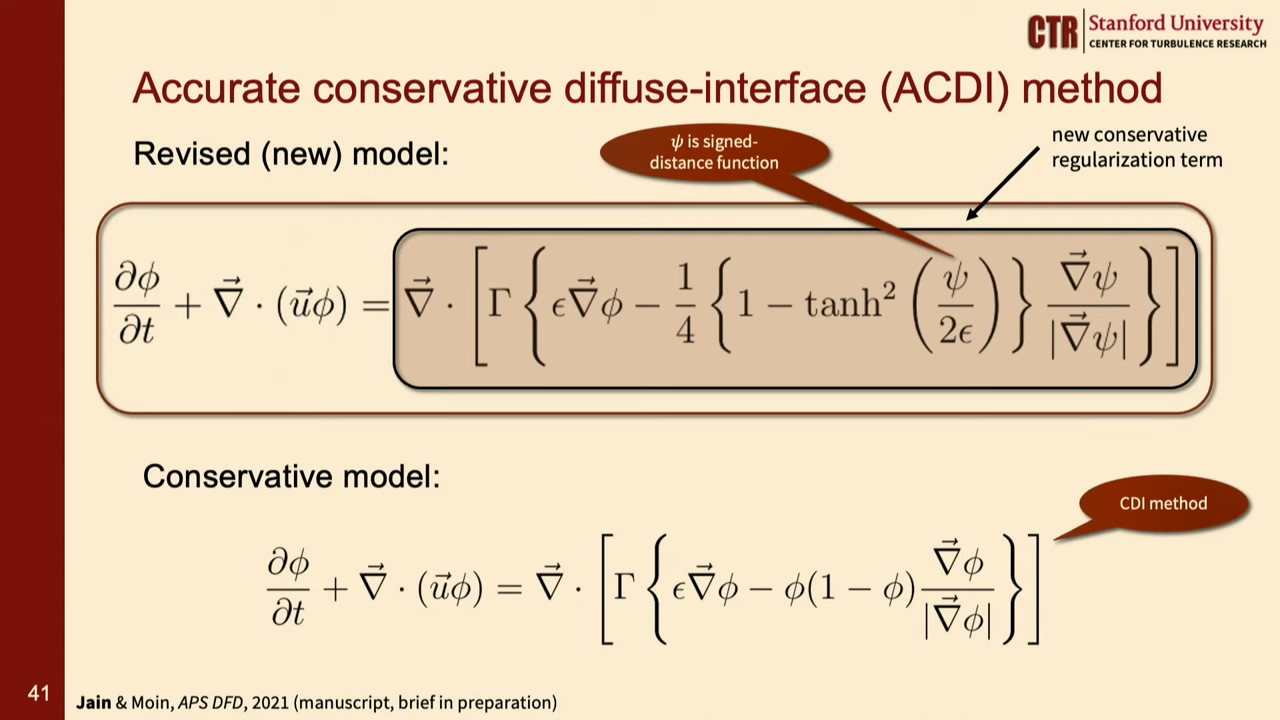 CTR Stanford University
CENTER FOR TURBULENCE RESEARCH
Accurate conservative diffuse-interface (ACDI) method
Revised (new) model:
ψ is signed-
distance function
new conservative
regularization term
∂ϕ/∂t + ∇⃗ · (u⃗ϕ) = ∇⃗ · [Γ{ϵ∇⃗ϕ − 1/4 {1 − tanh² (ψ/2ϵ)} ∇⃗ψ/|∇⃗ψ|}]
Conservative model:
CDI method
∂ϕ/∂t + ∇⃗ · (u⃗ϕ) = ∇⃗ · [Γ{ϵ∇⃗ϕ − ϕ(1 − ϕ) ∇⃗ϕ/|∇⃗ϕ|}]
41
Jain & Moin, APS DFD, 2021 (manuscript, brief in preparation)